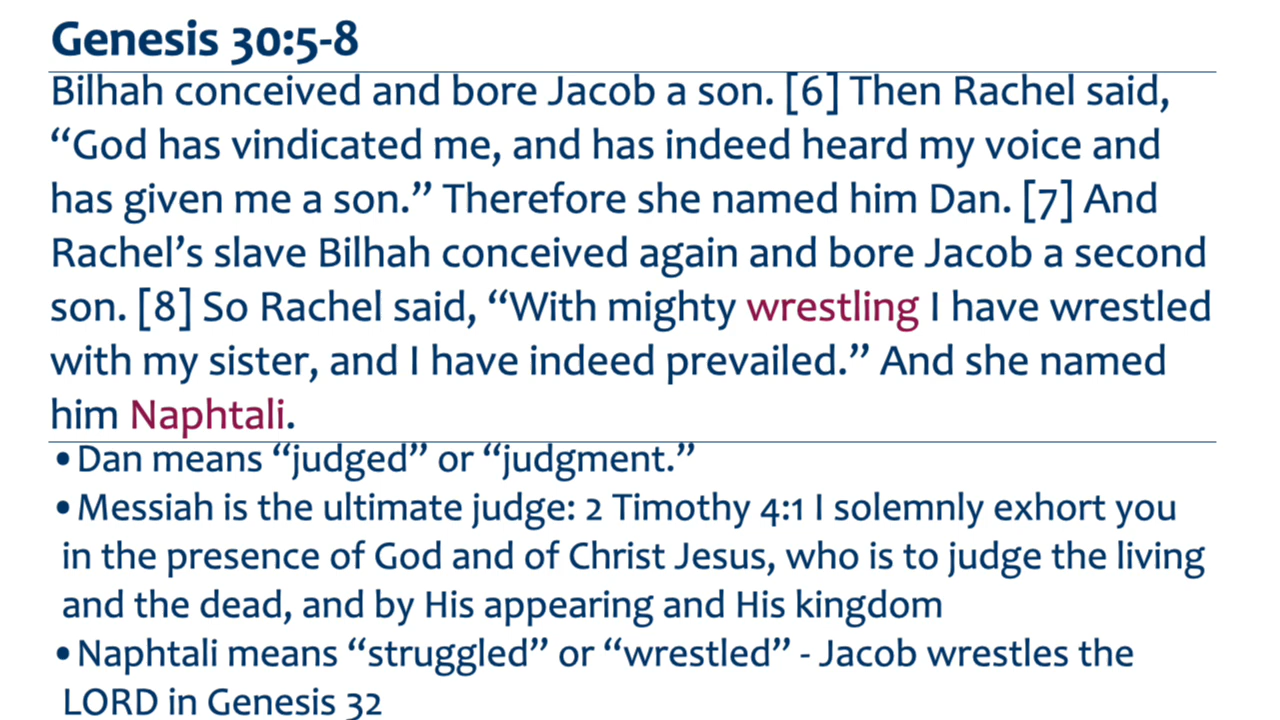 Genesis 30:5-8
Bilhah conceived and bore Jacob a son. [6] Then Rachel said,
“God has vindicated me, and has indeed heard my voice and
has given me a son.” Therefore she named him Dan. [7] And
Rachel’s slave Bilhah conceived again and bore Jacob a second
son. [8] So Rachel said, “With mighty wrestling I have wrestled
with my sister, and I have indeed prevailed.” And she named
him Naphtali.
•Dan means “judged” or “judgment.”
•Messiah is the ultimate judge: 2 Timothy 4:1 I solemnly exhort you
in the presence of God and of Christ Jesus, who is to judge the living
and the dead, and by His appearing and His kingdom
•Naphtali means “struggled” or “wrestled” - Jacob wrestles the
LORD in Genesis 32